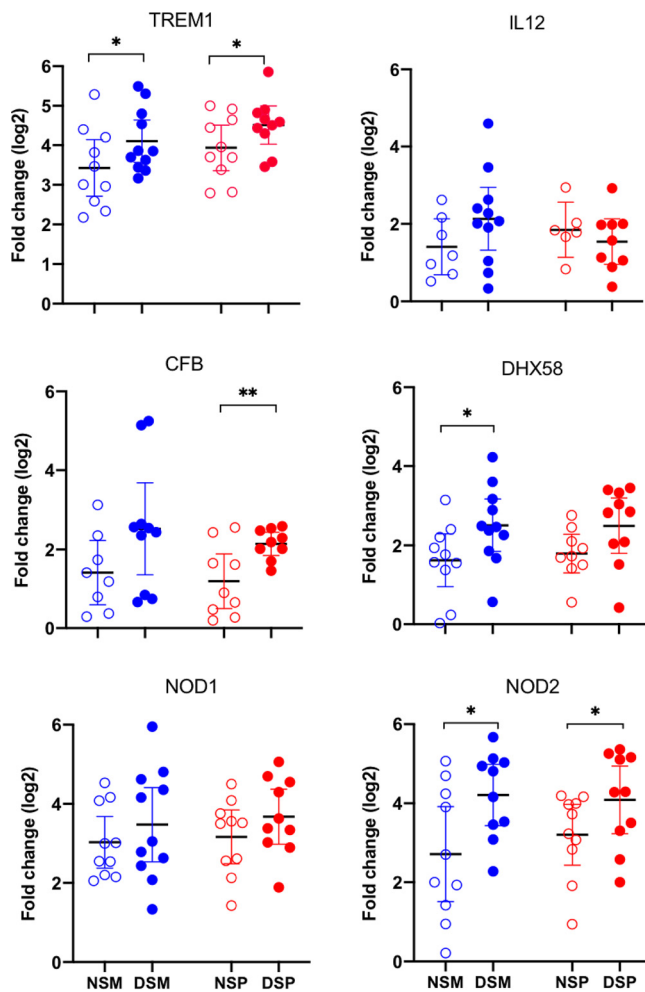 TREM1
IL12
* *
Fold change (log2)
6
5
4
3
2
1
0
Fold change (log2)
6
4
2
0
CFB
DHX58
**
Fold change (log2)
6
4
2
0
*
Fold change (log2)
6
4
2
0
NOD1
NOD2
Fold change (log2)
6
4
2
0
NSM DSM NSP DSP
* *
Fold change (log2)
6
4
2
0
NSM DSM NSP DSP